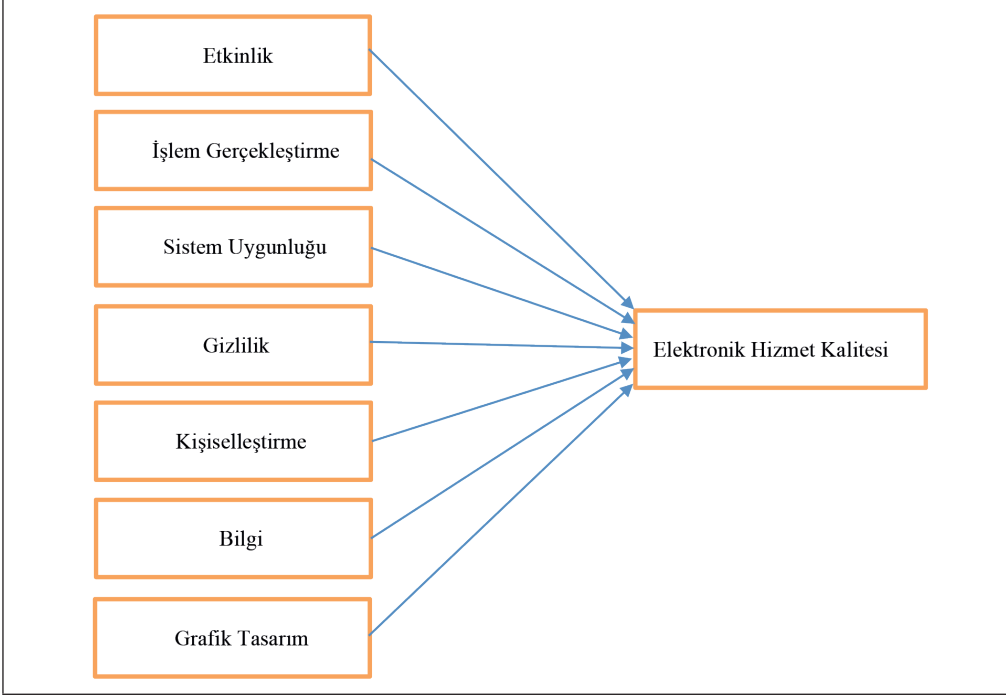 Etkinlik
İşlem Gerçekleştirme
Sistem Uygunluğu
Gizlilik
Elektronik Hizmet Kalitesi
Kişiselleştirme
Bilgi
Grafik Tasarım